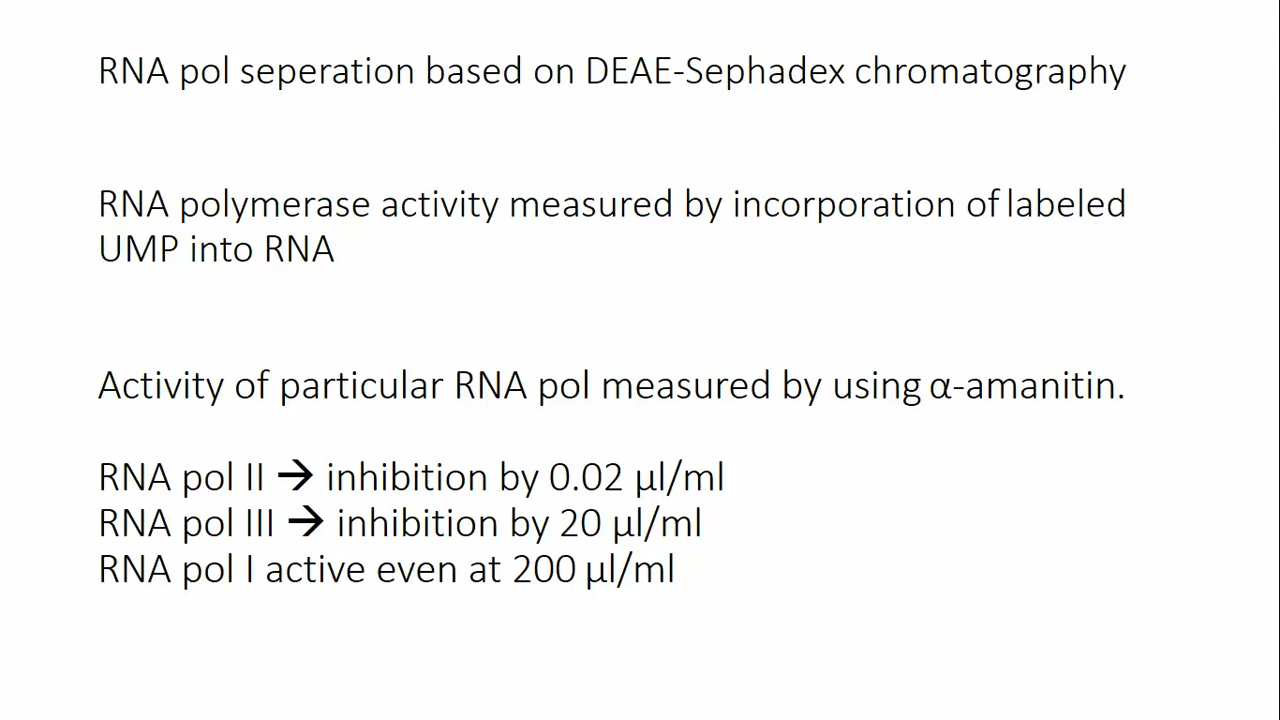 RNA pol seperation based on DEAE-Sephadex chromatography
RNA polymerase activity measured by incorporation of labeled
UMP into RNA
Activity of particular RNA pol measured by using α-amanitin.
RNA pol II → inhibition by 0.02 µl/ml
RNA pol III → inhibition by 20 µl/ml
RNA pol I active even at 200 µl/ml